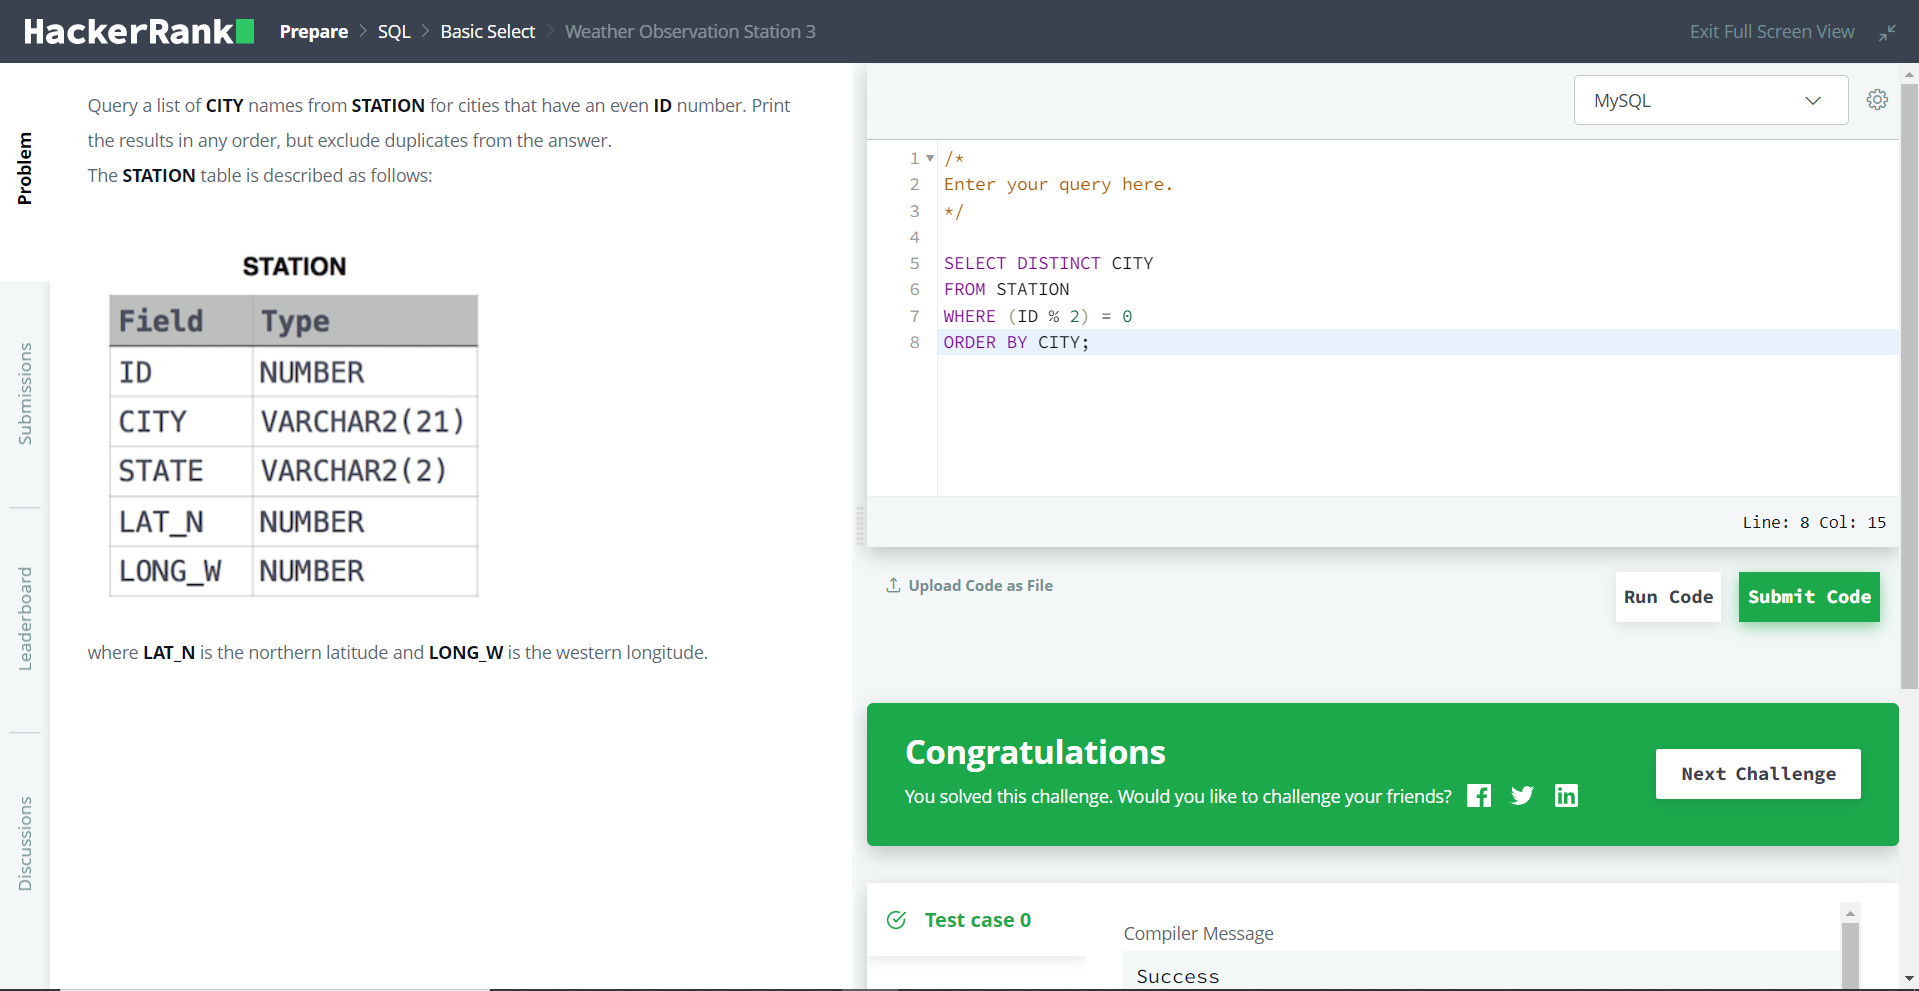 HackerRank
Prepare > SQL > Basic Select > Weather Observation Station 3
Exit Full Screen View
Problem
Submissions
Leaderboard
Discussions
Query a list of CITY names from STATION for cities that have an even ID number. Print
the results in any order, but exclude duplicates from the answer.
The STATION table is described as follows:
STATION
Field Type
ID NUMBER
CITY VARCHAR2(21)
STATE VARCHAR2(2)
LAT_N NUMBER
LONG_W NUMBER
where LAT_N is the northern latitude and LONG_W is the western longitude.
MySQL
1 /*
2 Enter your query here.
3 */
4
5 SELECT DISTINCT CITY
6 FROM STATION
7 WHERE (ID % 2) = 0
8 ORDER BY CITY;
Line: 8 Col: 15
Upload Code as File
Run Code
Submit Code
Congratulations
You solved this challenge. Would you like to challenge your friends?
Next Challenge
Test case 0
Compiler Message
Success